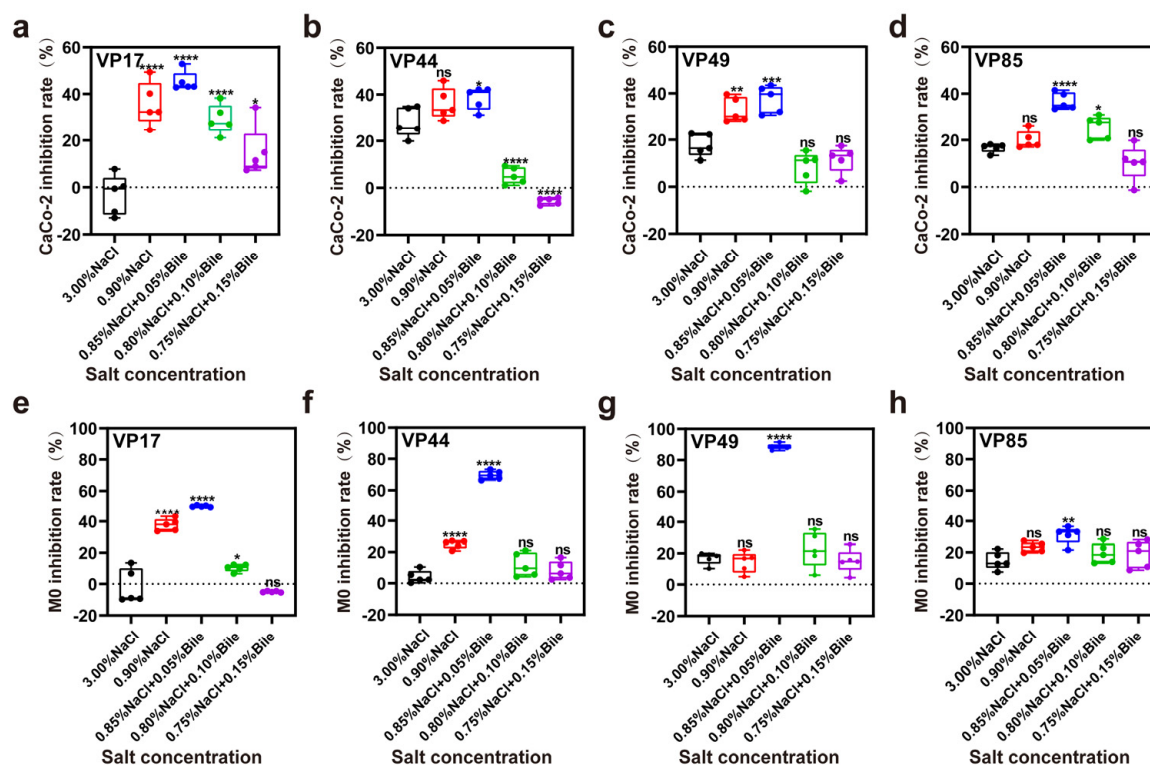 a
VP17
CaCo-2 inhibition rate (%)
60
40
20
0
-20
****
****
****
*
3.00%NaCl
0.90%NaCl
0.85%NaCl+0.05%Bile
0.80%NaCl+0.10%Bile
0.75%NaCl+0.15%Bile
Salt concentration
b
VP44
CaCo-2 inhibition rate (%)
60
40
20
0
-20
ns
*
****
****
3.00%NaCl
0.90%NaCl
0.85%NaCl+0.05%Bile
0.80%NaCl+0.10%Bile
0.75%NaCl+0.15%Bile
Salt concentration
c
VP49
CaCo-2 inhibition rate (%)
60
40
20
0
-20
**
***
ns
ns
3.00%NaCl
0.90%NaCl
0.85%NaCl+0.05%Bile
0.80%NaCl+0.10%Bile
0.75%NaCl+0.15%Bile
Salt concentration
d
VP85
CaCo-2 inhibition rate (%)
60
40
20
0
-20
ns
****
*
ns
3.00%NaCl
0.90%NaCl
0.85%NaCl+0.05%Bile
0.80%NaCl+0.10%Bile
0.75%NaCl+0.15%Bile
Salt concentration
e
VP17
M0 inhibition rate (%)
100
80
60
40
20
0
-20
****
****
*
ns
3.00%NaCl
0.90%NaCl
0.85%NaCl+0.05%Bile
0.80%NaCl+0.10%Bile
0.75%NaCl+0.15%Bile
Salt concentration
f
VP44
M0 inhibition rate (%)
100
80
60
40
20
0
-20
****
****
ns
ns
3.00%NaCl
0.90%NaCl
0.85%NaCl+0.05%Bile
0.80%NaCl+0.10%Bile
0.75%NaCl+0.15%Bile
Salt concentration
g
VP49
M0 inhibition rate (%)
100
80
60
40
20
0
-20
ns
****
ns
ns
3.00%NaCl
0.90%NaCl
0.85%NaCl+0.05%Bile
0.80%NaCl+0.10%Bile
0.75%NaCl+0.15%Bile
Salt concentration
h
VP85
M0 inhibition rate (%)
100
80
60
40
20
0
-20
ns
**
ns
ns
3.00%NaCl
0.90%NaCl
0.85%NaCl+0.05%Bile
0.80%NaCl+0.10%Bile
0.75%NaCl+0.15%Bile
Salt concentration